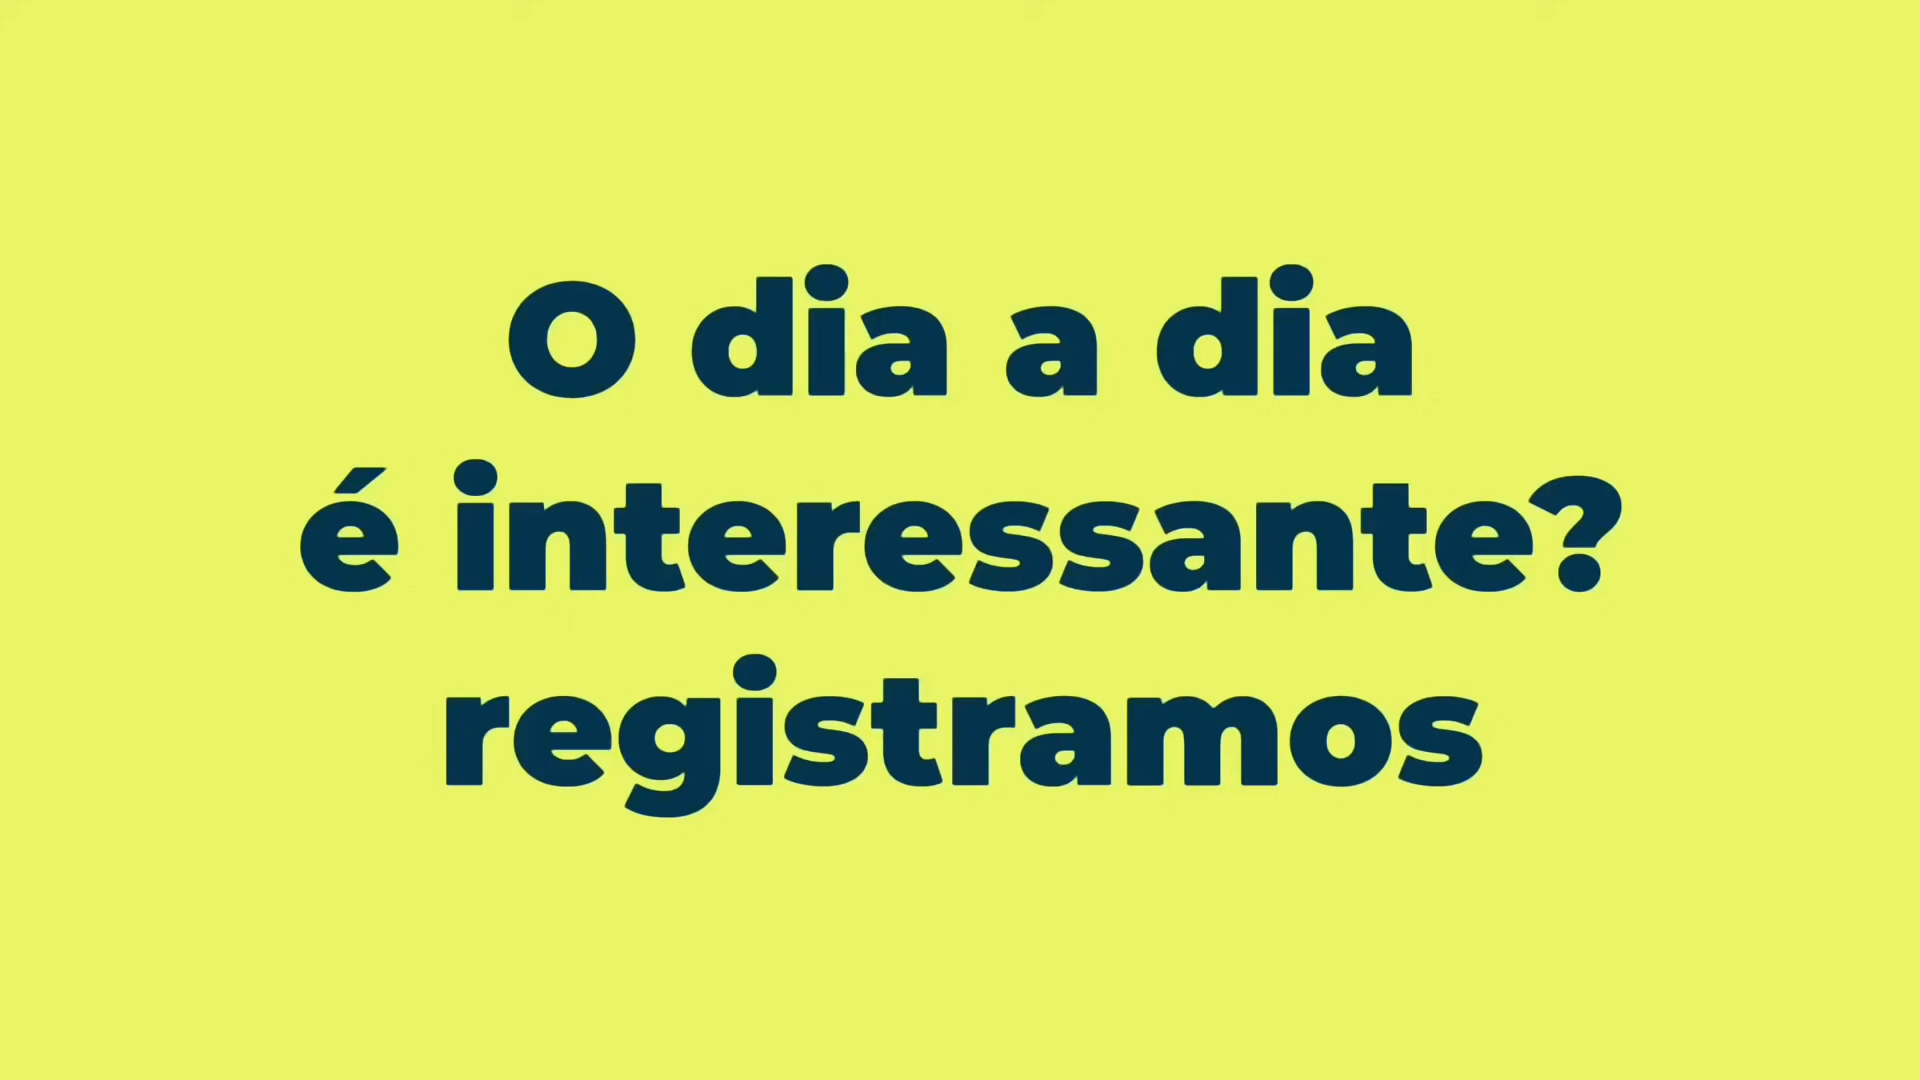 O dia a dia
é interessante?
registramos